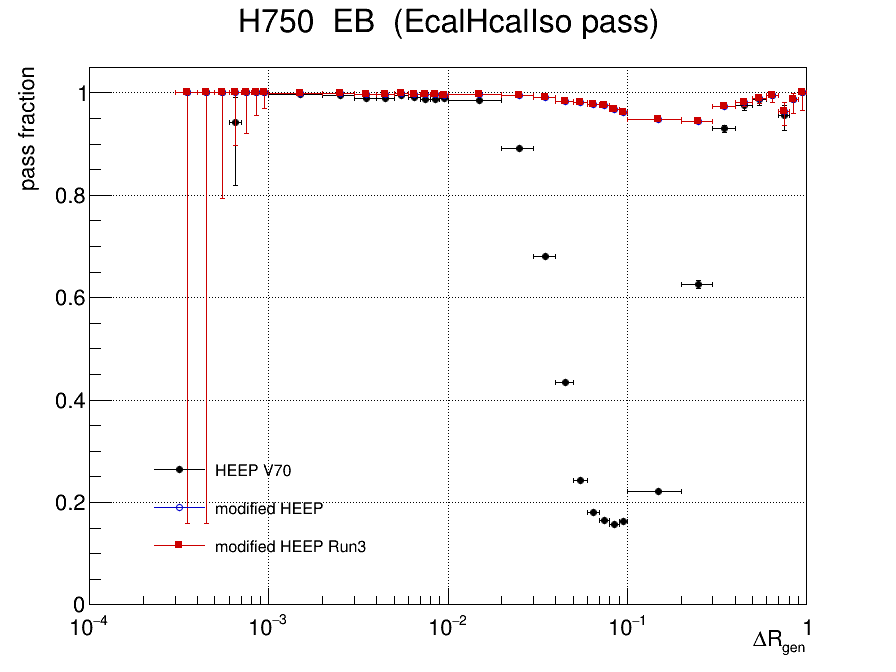 H750 EB (EcalHcalIso pass)
pass fraction
1
0.8
0.6
0.4
0.2
0
HEEP V70
modified HEEP
modified HEEP Run3
10⁻⁴ 10⁻³ 10⁻² 10⁻¹ 1
ΔR_gen